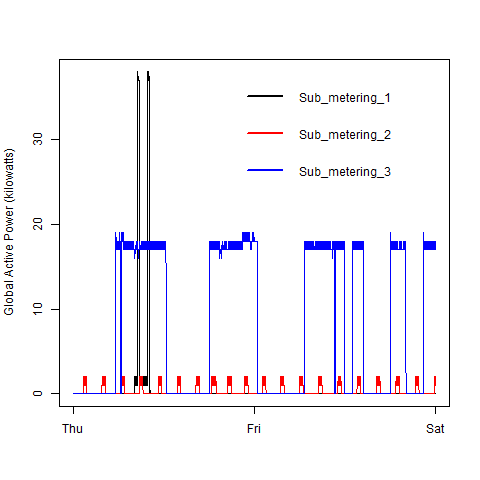 Sub_metering_1
Sub_metering_2
Sub_metering_3
Global Active Power (kilowatts)
30
20
10
0
Thu Fri Sat